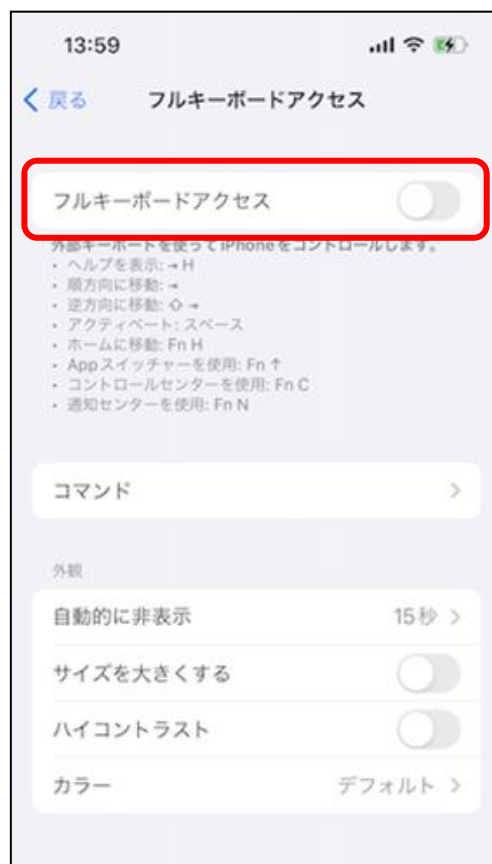 13:59
戻る フルキーボードアクセス
フルキーボードアクセス
外部キーボードを使ってiPhoneをコントロールします。
• ヘルプを表示: ⇥ H
• 順方向に移動: ⇥
• 逆方向に移動: ⇧ ⇥
• アクティベート: スペース
• ホームに移動: Fn H
• Appスイッチャーを使用: Fn ↑
• コントロールセンターを使用: Fn C
• 通知センターを使用: Fn N
コマンド
外観
自動的に非表示 15秒
サイズを大きくする
ハイコントラスト
カラー デフォルト